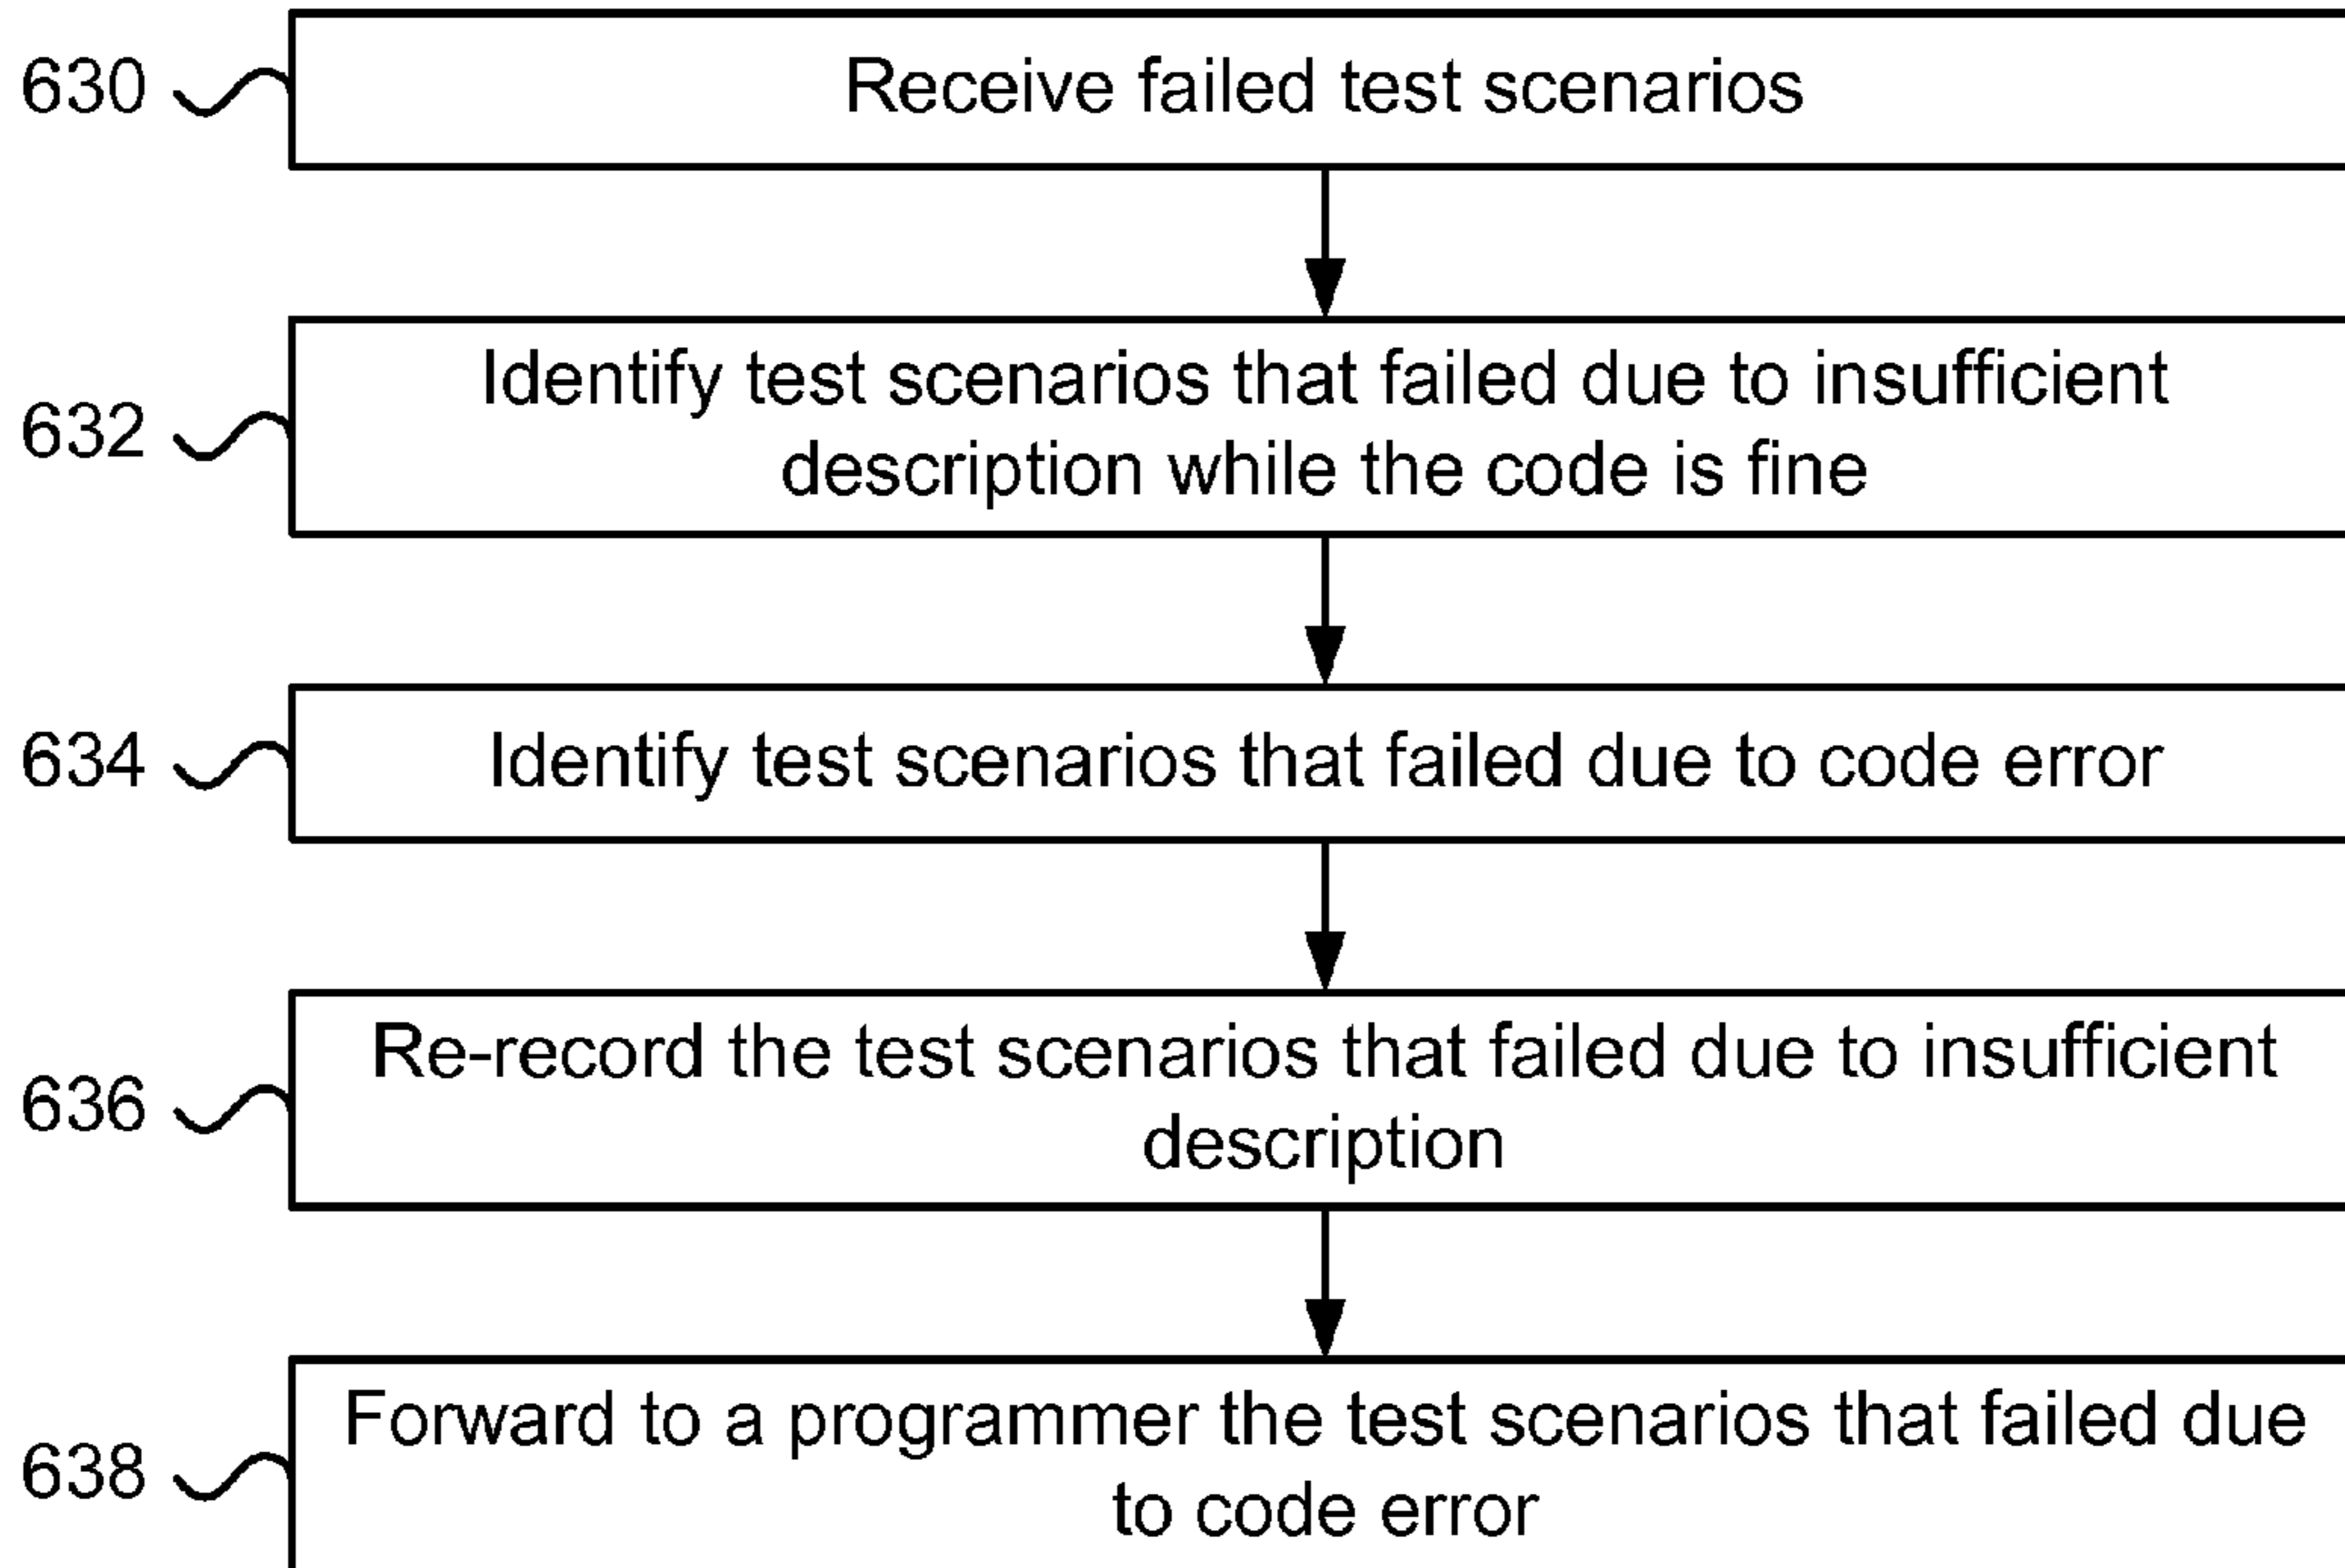 630
Receive failed test scenarios
632
Identify test scenarios that failed due to insufficient
description while the code is fine
634
Identify test scenarios that failed due to code error
636
Re-record the test scenarios that failed due to insufficient
description
638
Forward to a programmer the test scenarios that failed due
to code error